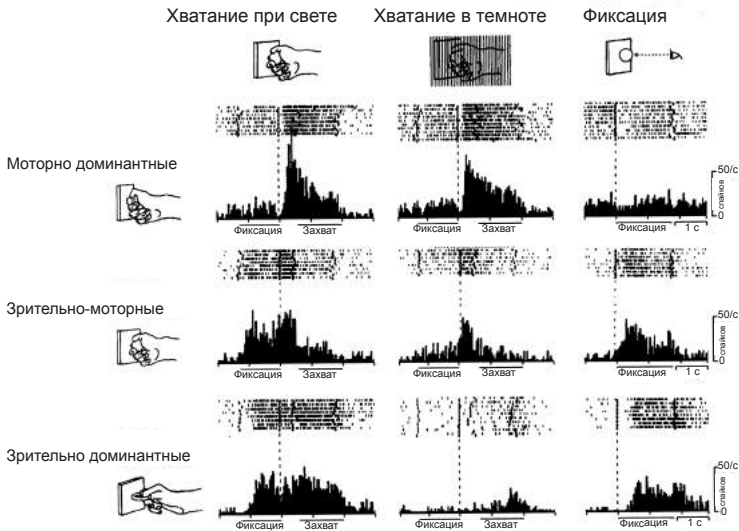 Хватание при свете Хватание в темноте Фиксация
Моторно доминантные
50/с
спайков
0
Фиксация Захват Фиксация Захват Фиксация 1 с
Зрительно-моторные
50/с
спайков
0
Фиксация Захват Фиксация Захват Фиксация 1 с
Зрительно доминантные
50/с
спайков
0
Фиксация Захват Фиксация Захват Фиксация 1 с